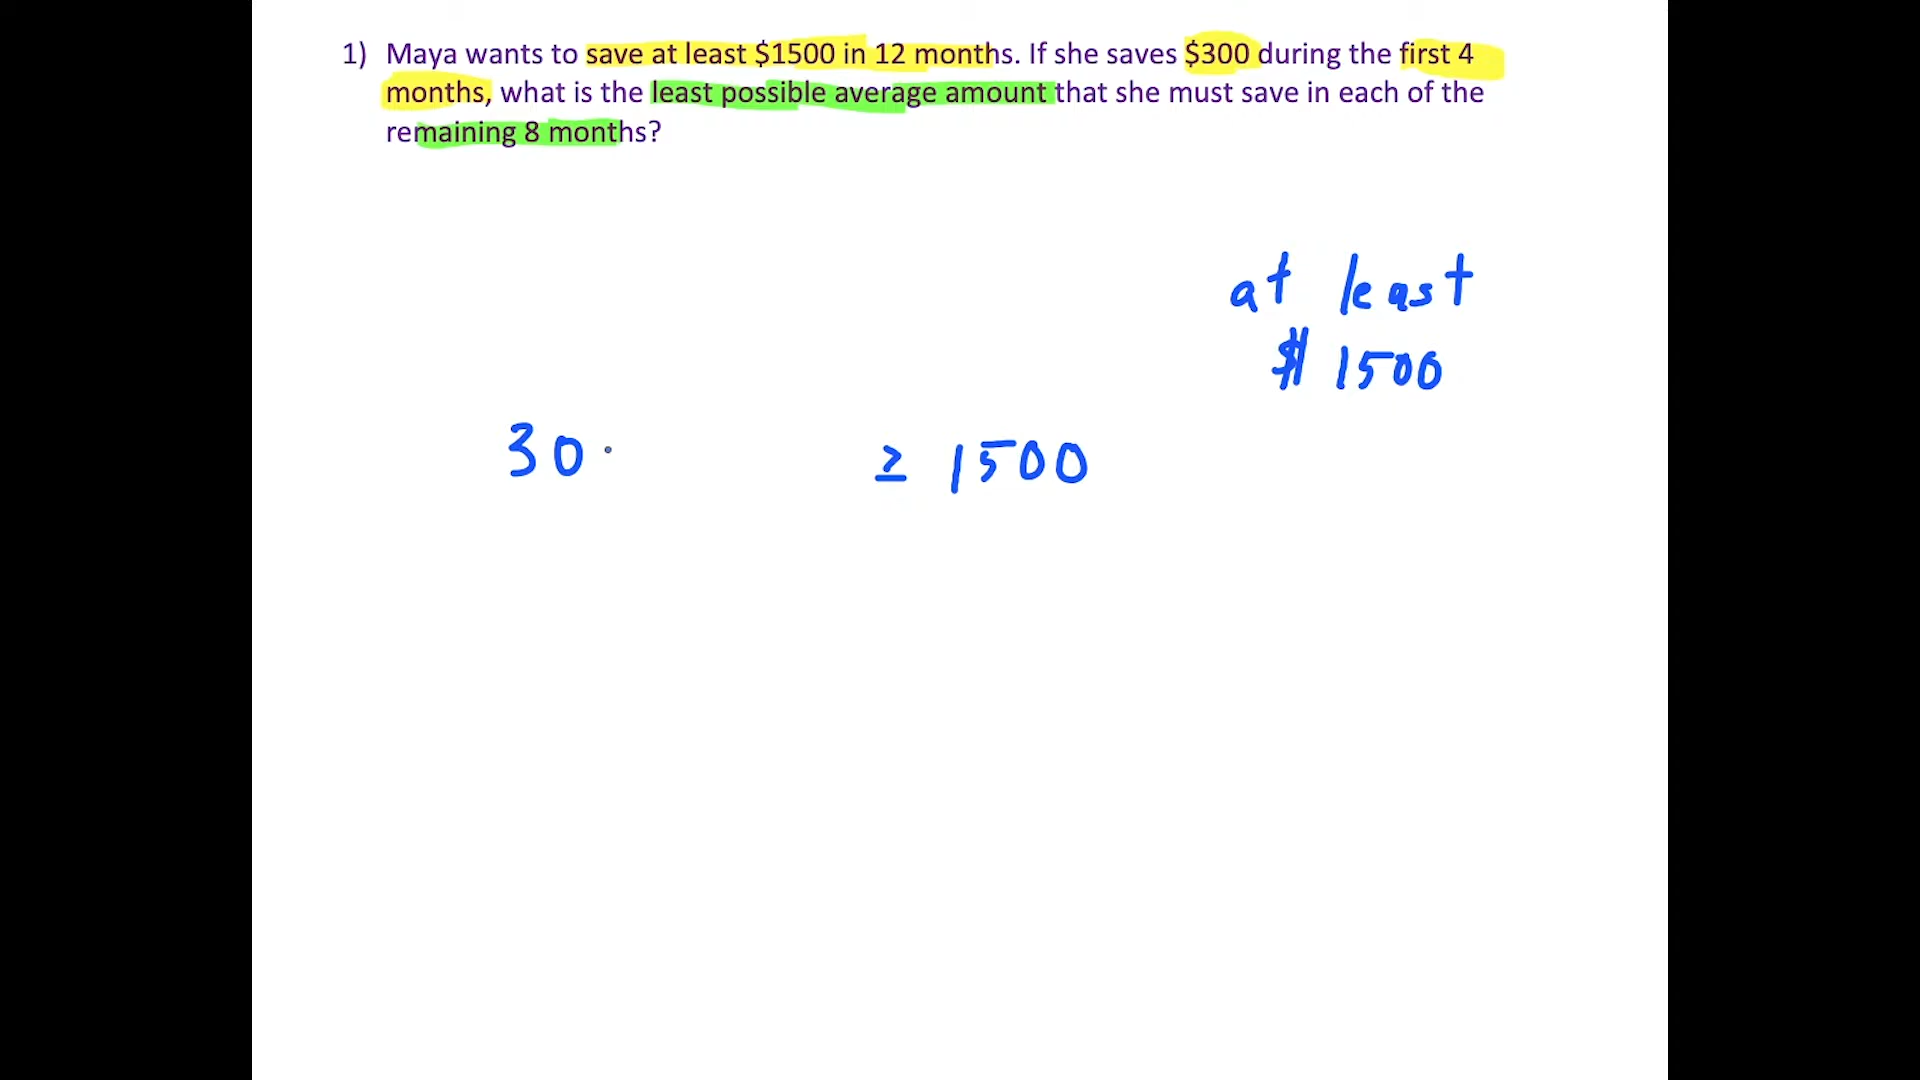 1) Maya wants to save at least $1500 in 12 months. If she saves $300 during the first 4
months, what is the least possible average amount that she must save in each of the
remaining 8 months?
at least
$ 1500
30 ≥ 1500